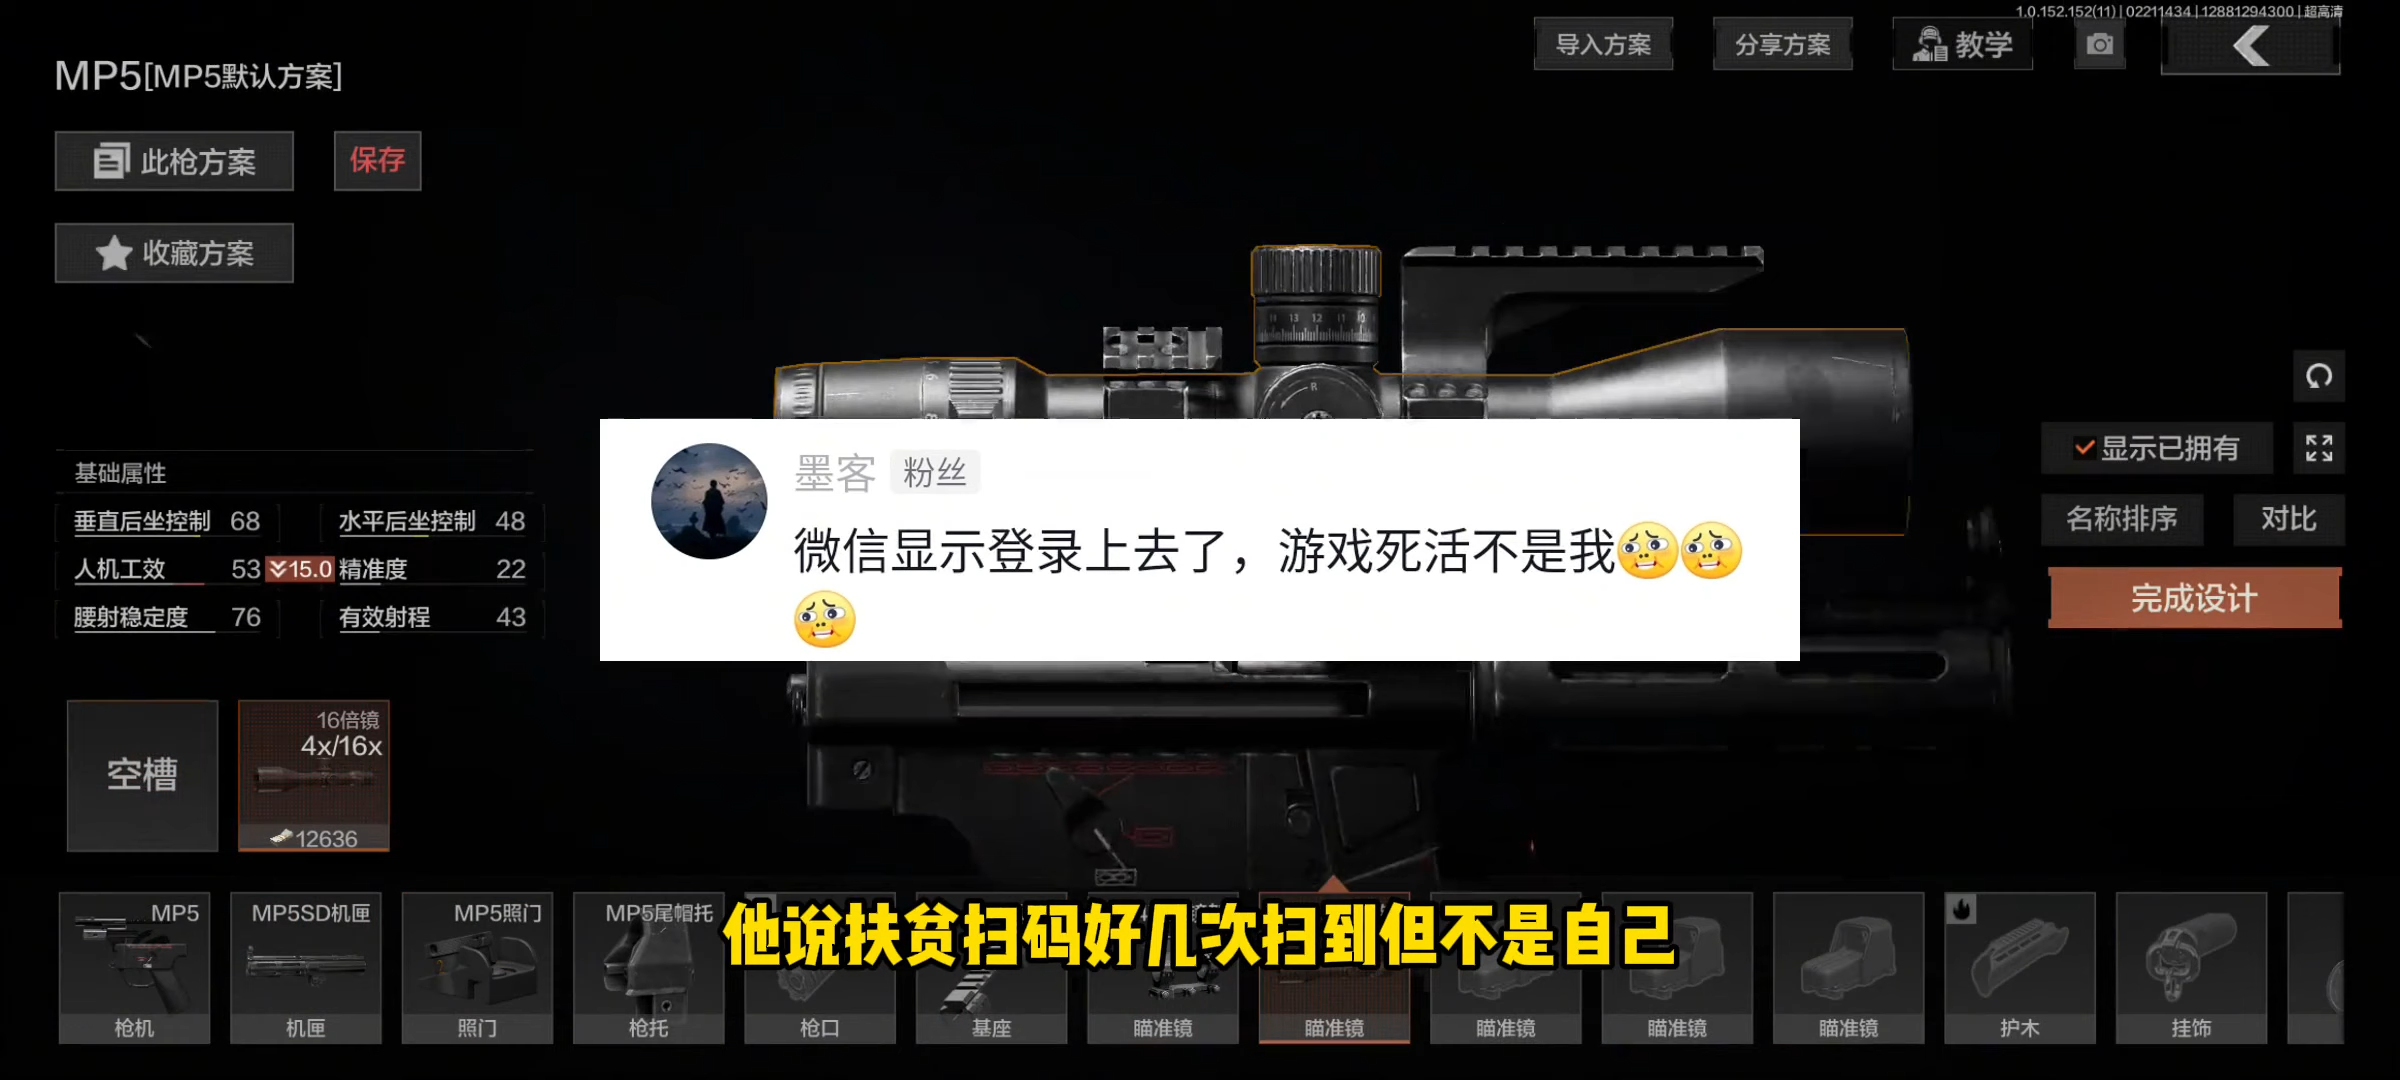 1.0.152.152(11) | 02211434 | 12881294300 | 超高清
MP5[MP5默认方案]
导入方案
分享方案
教学
此枪方案
保存
收藏方案
13 12 11
R
墨客 粉丝
微信显示登录上去了，游戏死活不是我
基础属性
垂直后坐控制 68
水平后坐控制 48
人机工效 53 15.0
精准度 22
腰射稳定度 76
有效射程 43
显示已拥有
名称排序
对比
完成设计
空槽
16倍镜
4x/16x
12636
MP5
枪机
MP5SD机匣
机匣
MP5照门
照门
MP5尾帽托
枪托
枪口
基座
瞄准镜
瞄准镜
瞄准镜
瞄准镜
瞄准镜
护木
挂饰
他说扶贫扫码好几次扫到但不是自己